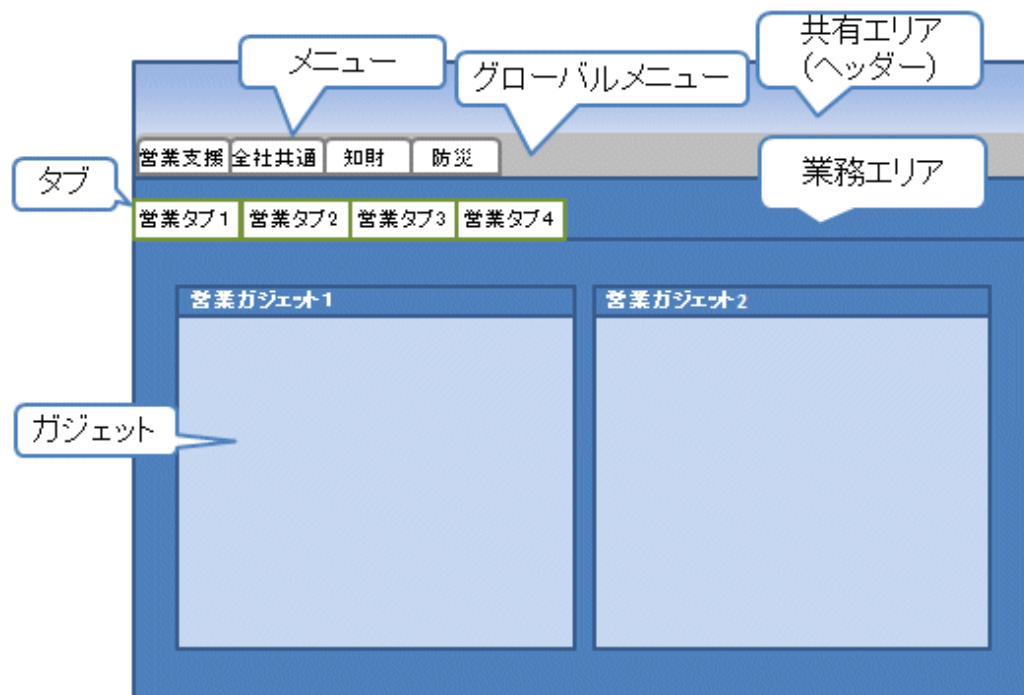 共有エリア
(ヘッダー)
メニュー
グローバルメニュー
営業支援 全社共通 知財 防災
業務エリア
タブ
営業タブ1 営業タブ2 営業タブ3 営業タブ4
営業ガジェット1 営業ガジェット2
ガジェット